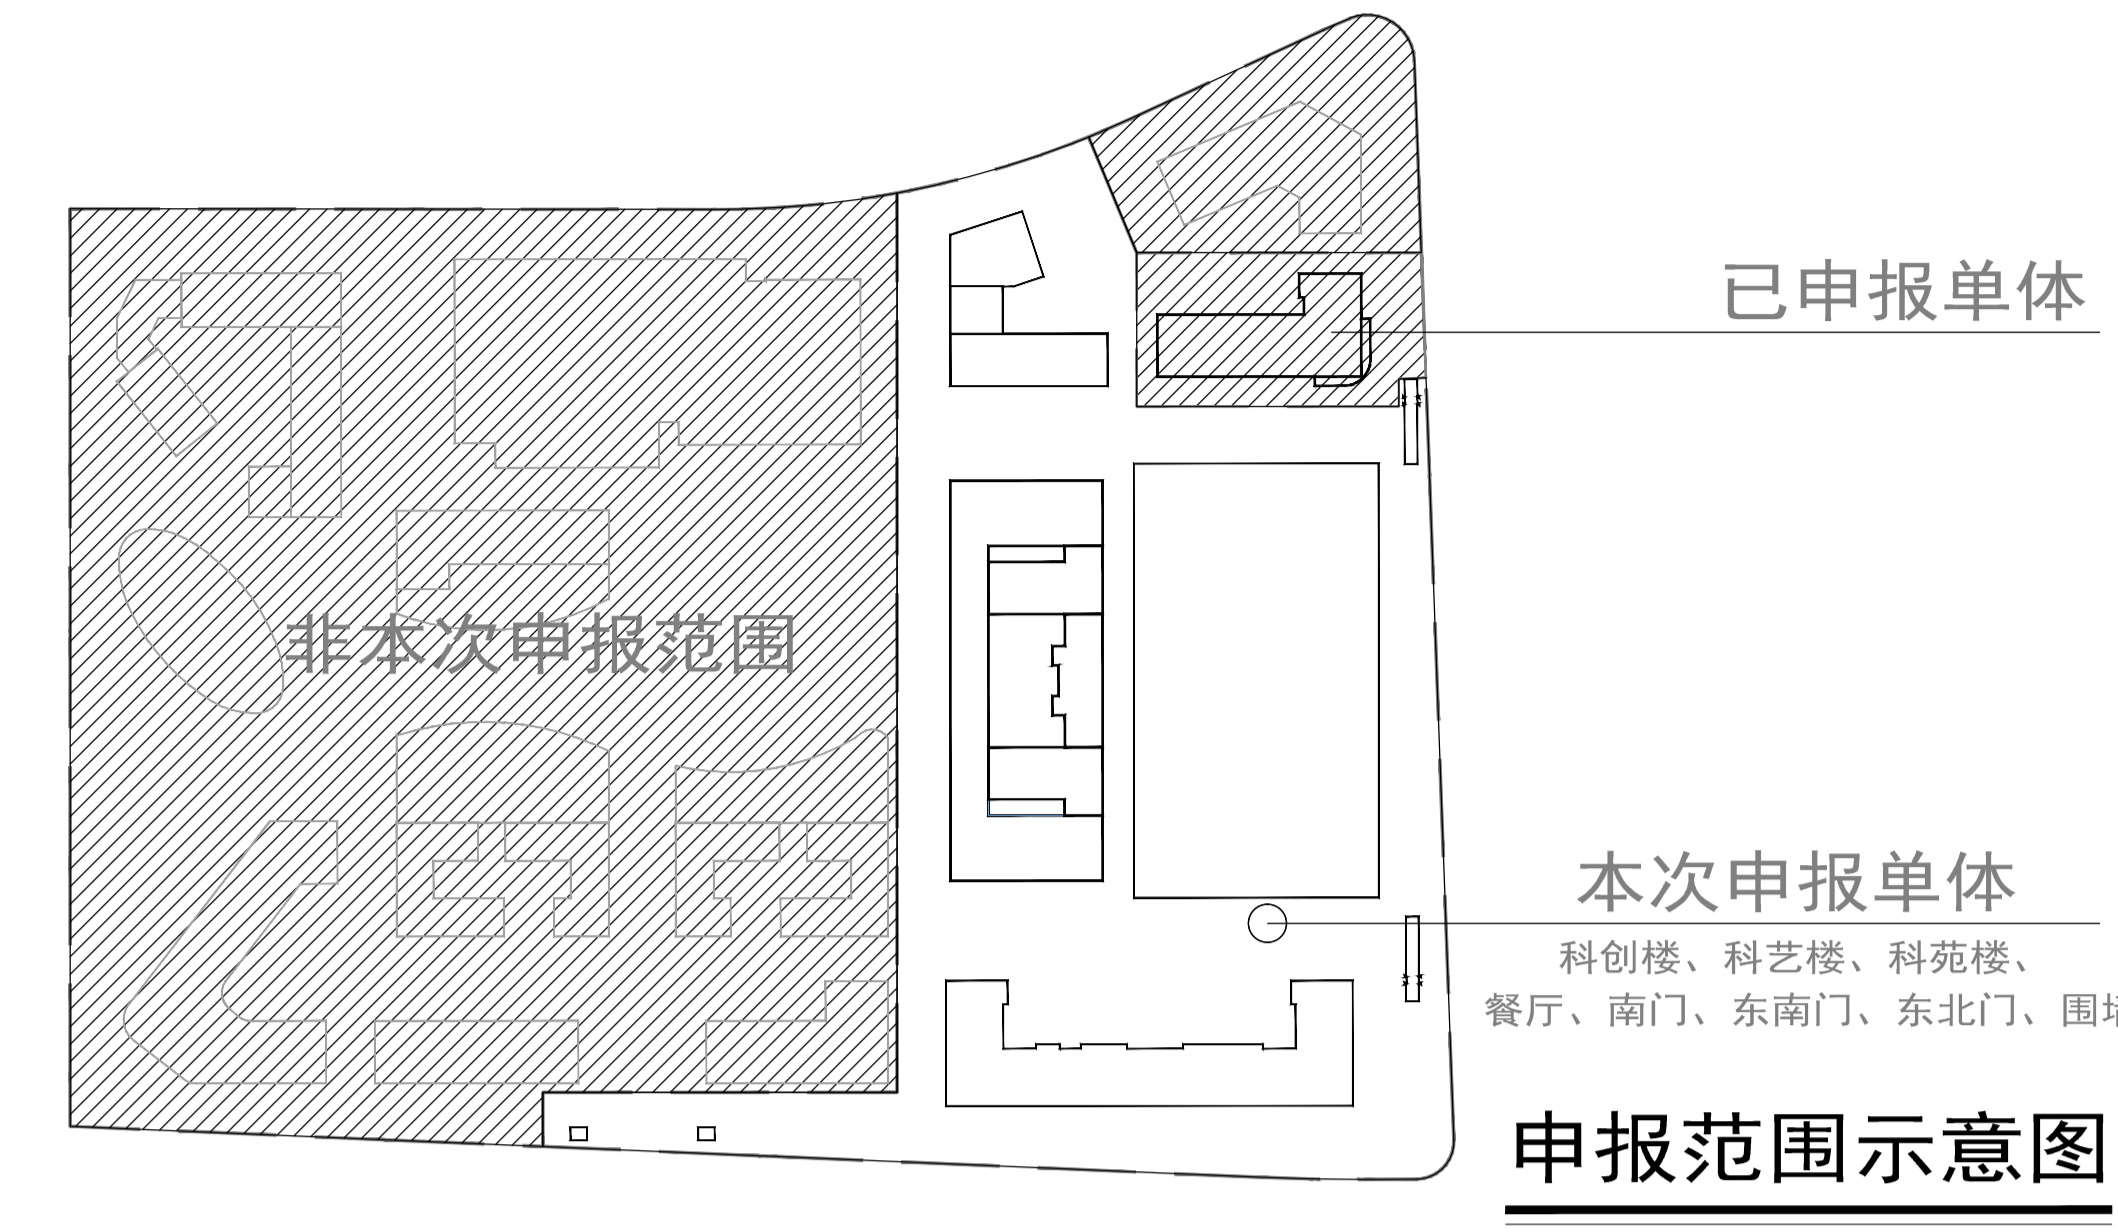 已申报单体
非本次申报范围
本次申报单体
科创楼、科艺楼、科苑楼、
餐厅、南门、东南门、东北门、围
申报范围示意图